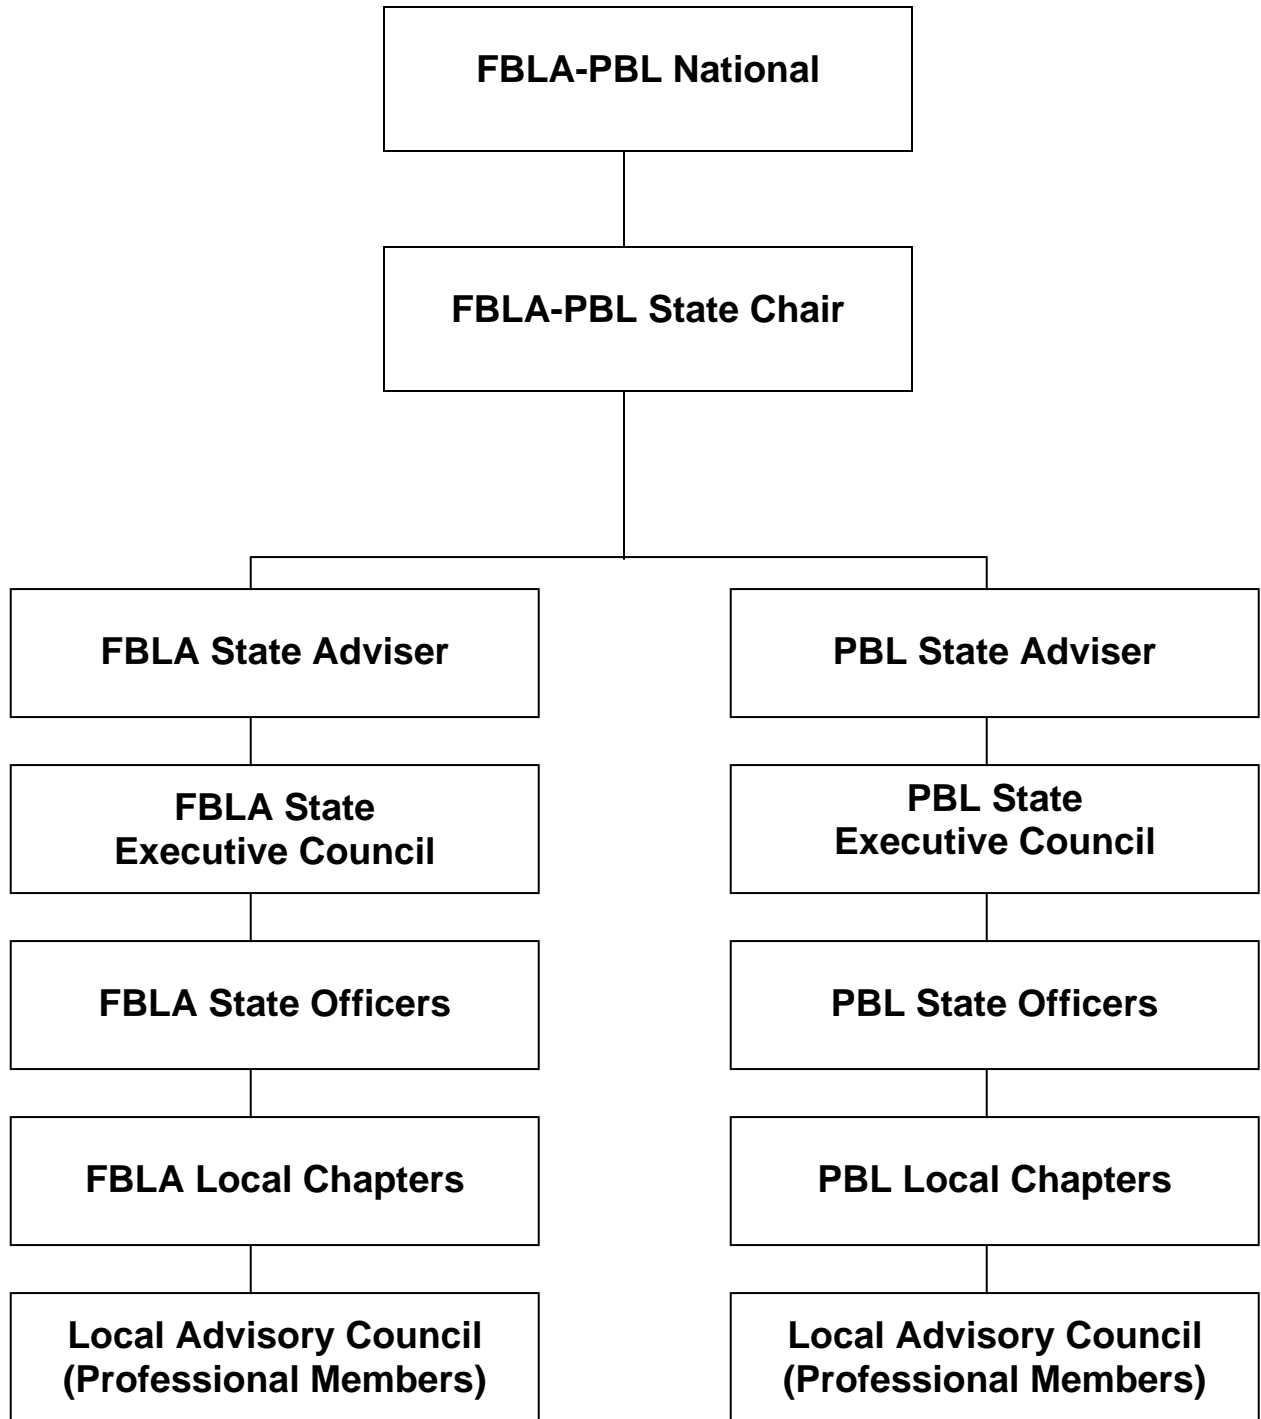 FBLA-PBL National
FBLA-PBL State Chair
FBLA State Adviser
PBL State Adviser
FBLA State
Executive Council
PBL State
Executive Council
FBLA State Officers
PBL State Officers
FBLA Local Chapters
PBL Local Chapters
Local Advisory Council
(Professional Members)
Local Advisory Council
(Professional Members)